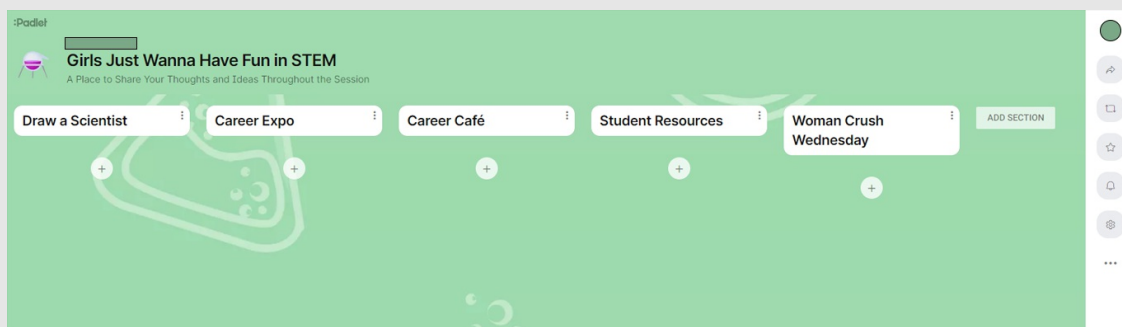 :Padlet
Girls Just Wanna Have Fun in STEM
A Place to Share Your Thoughts and Ideas Throughout the Session
Draw a Scientist
Career Expo
Career Café
Student Resources
Woman Crush
Wednesday
ADD SECTION